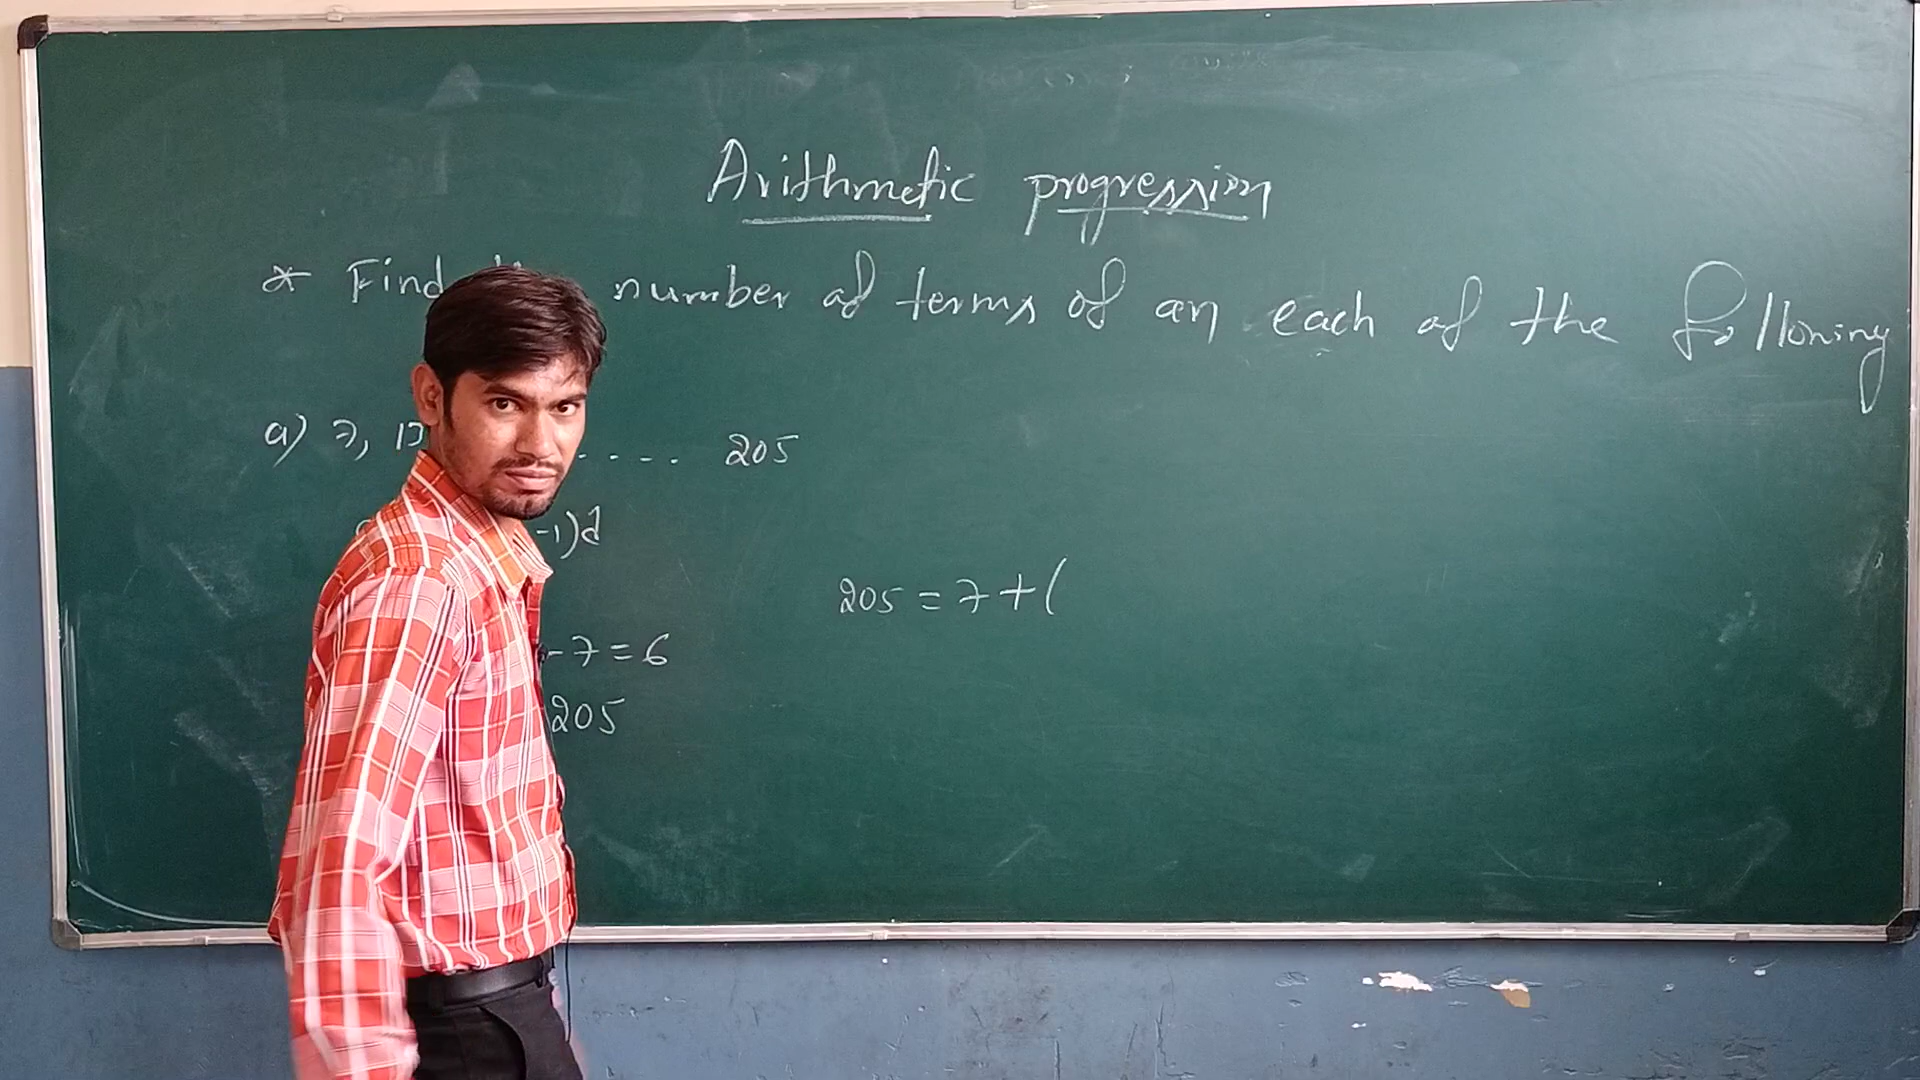 Arithmetic progression
* Find number of terms of an each of the following
a) 7, 13 .... 205
-1)d
205 = 7 + (
- 7 = 6
205